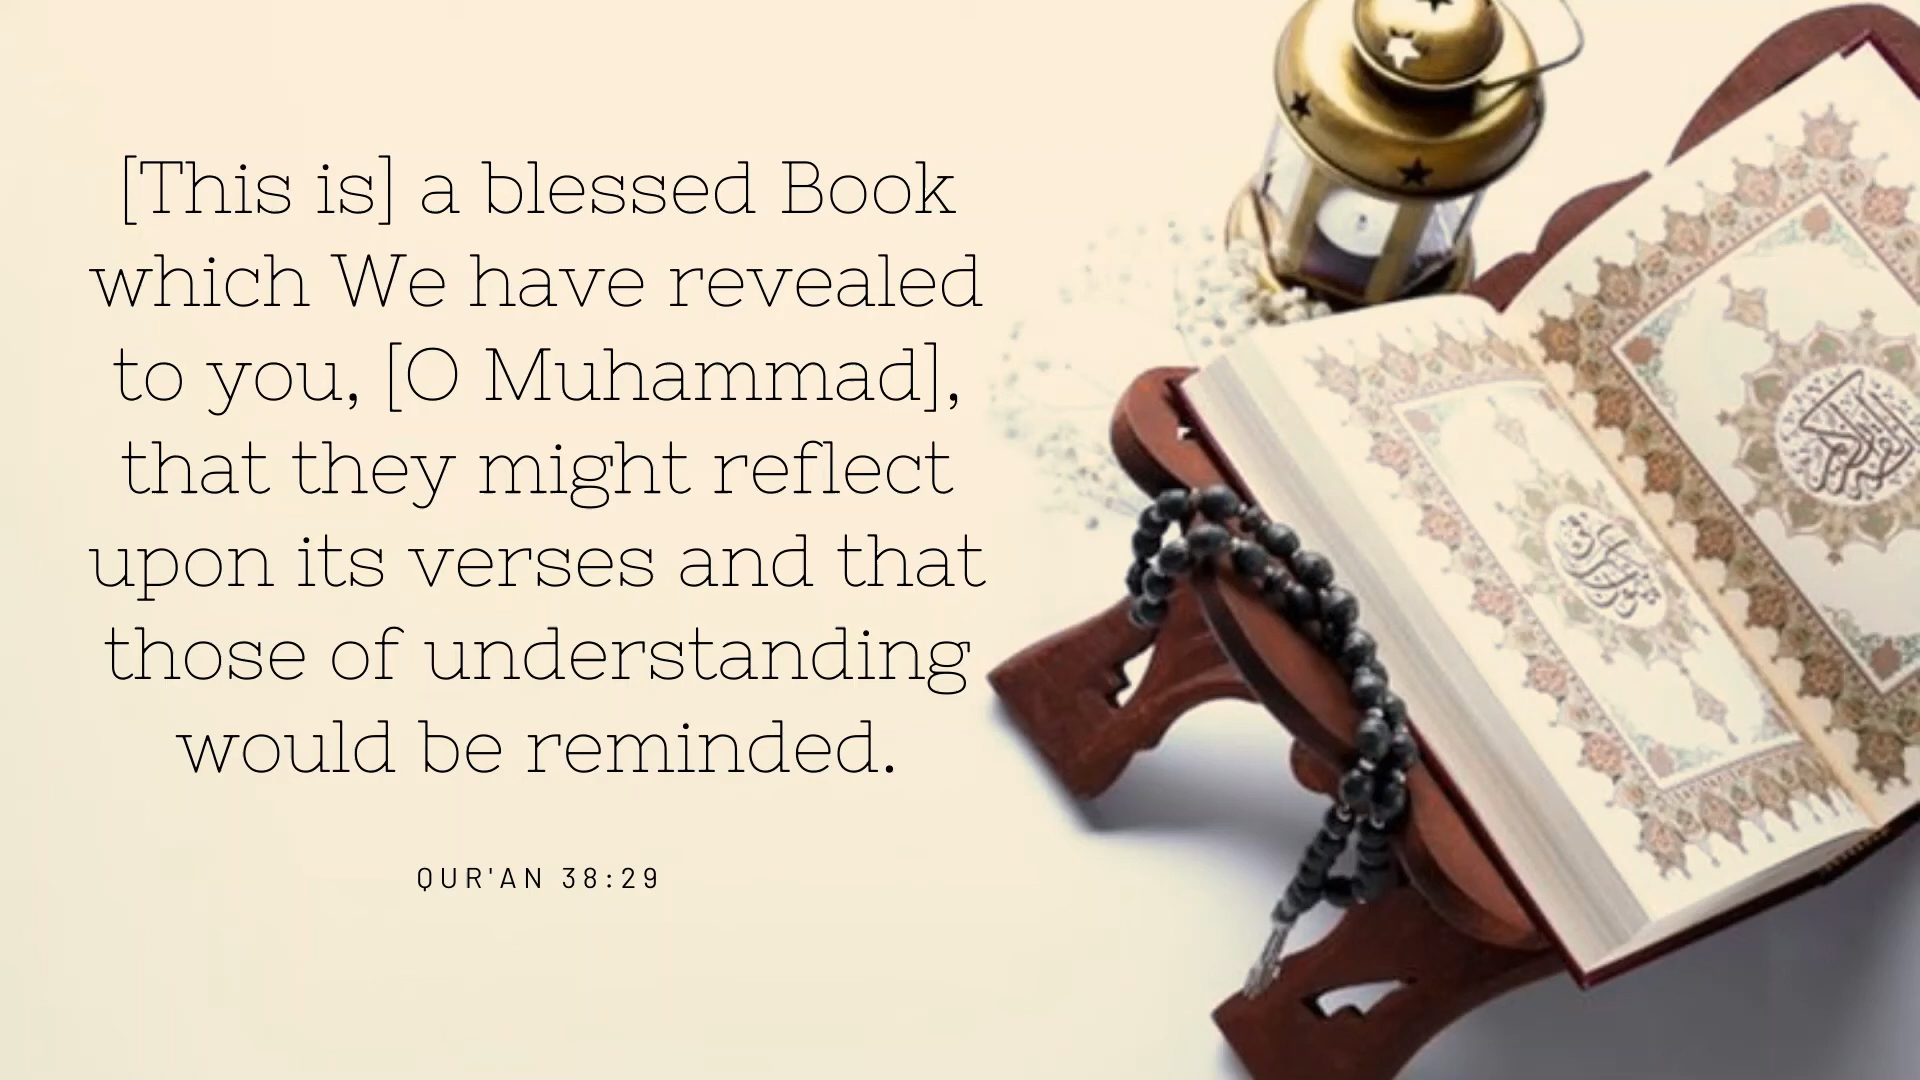 [This is] a blessed Book
which We have revealed
to you, [O Muhammad],
that they might reflect
upon its verses and that
those of understanding
would be reminded.
QUR'AN 38:29